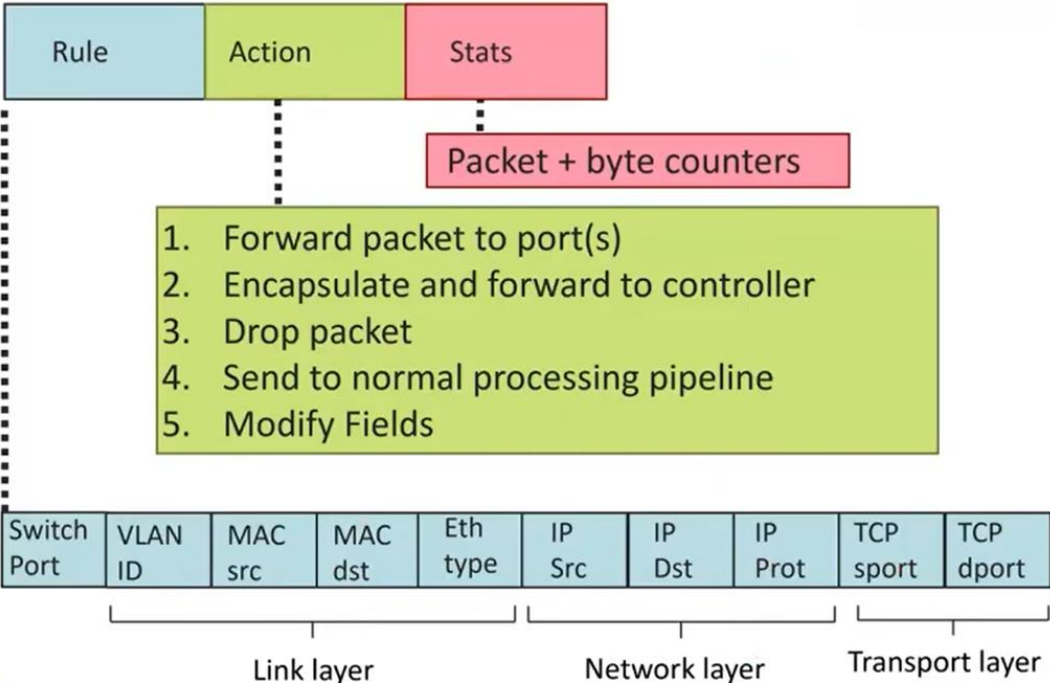 Rule Action Stats
Packet + byte counters
1. Forward packet to port(s)
2. Encapsulate and forward to controller
3. Drop packet
4. Send to normal processing pipeline
5. Modify Fields
Switch Port
VLAN ID
MAC src
MAC dst
Eth type
IP Src
IP Dst
IP Prot
TCP sport
TCP dport
Link layer
Network layer
Transport layer